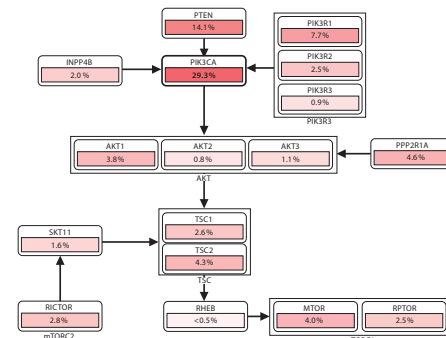 PTEN
14.1%
PIK3R1
7.7%
INPP4B
2.0%
PIK3CA
29.3%
PIK3R2
2.5%
PIK3R3
0.9%
PIK3R3
AKT1
3.8%
AKT2
0.8%
AKT3
1.1%
AKT
PPP2R1A
4.6%
TSC1
2.6%
SKT11
1.6%
TSC2
4.3%
TSC
RICTOR
2.8%
mTORC2
RHEB
<0.5%
MTOR
4.0%
RPTOR
2.5%